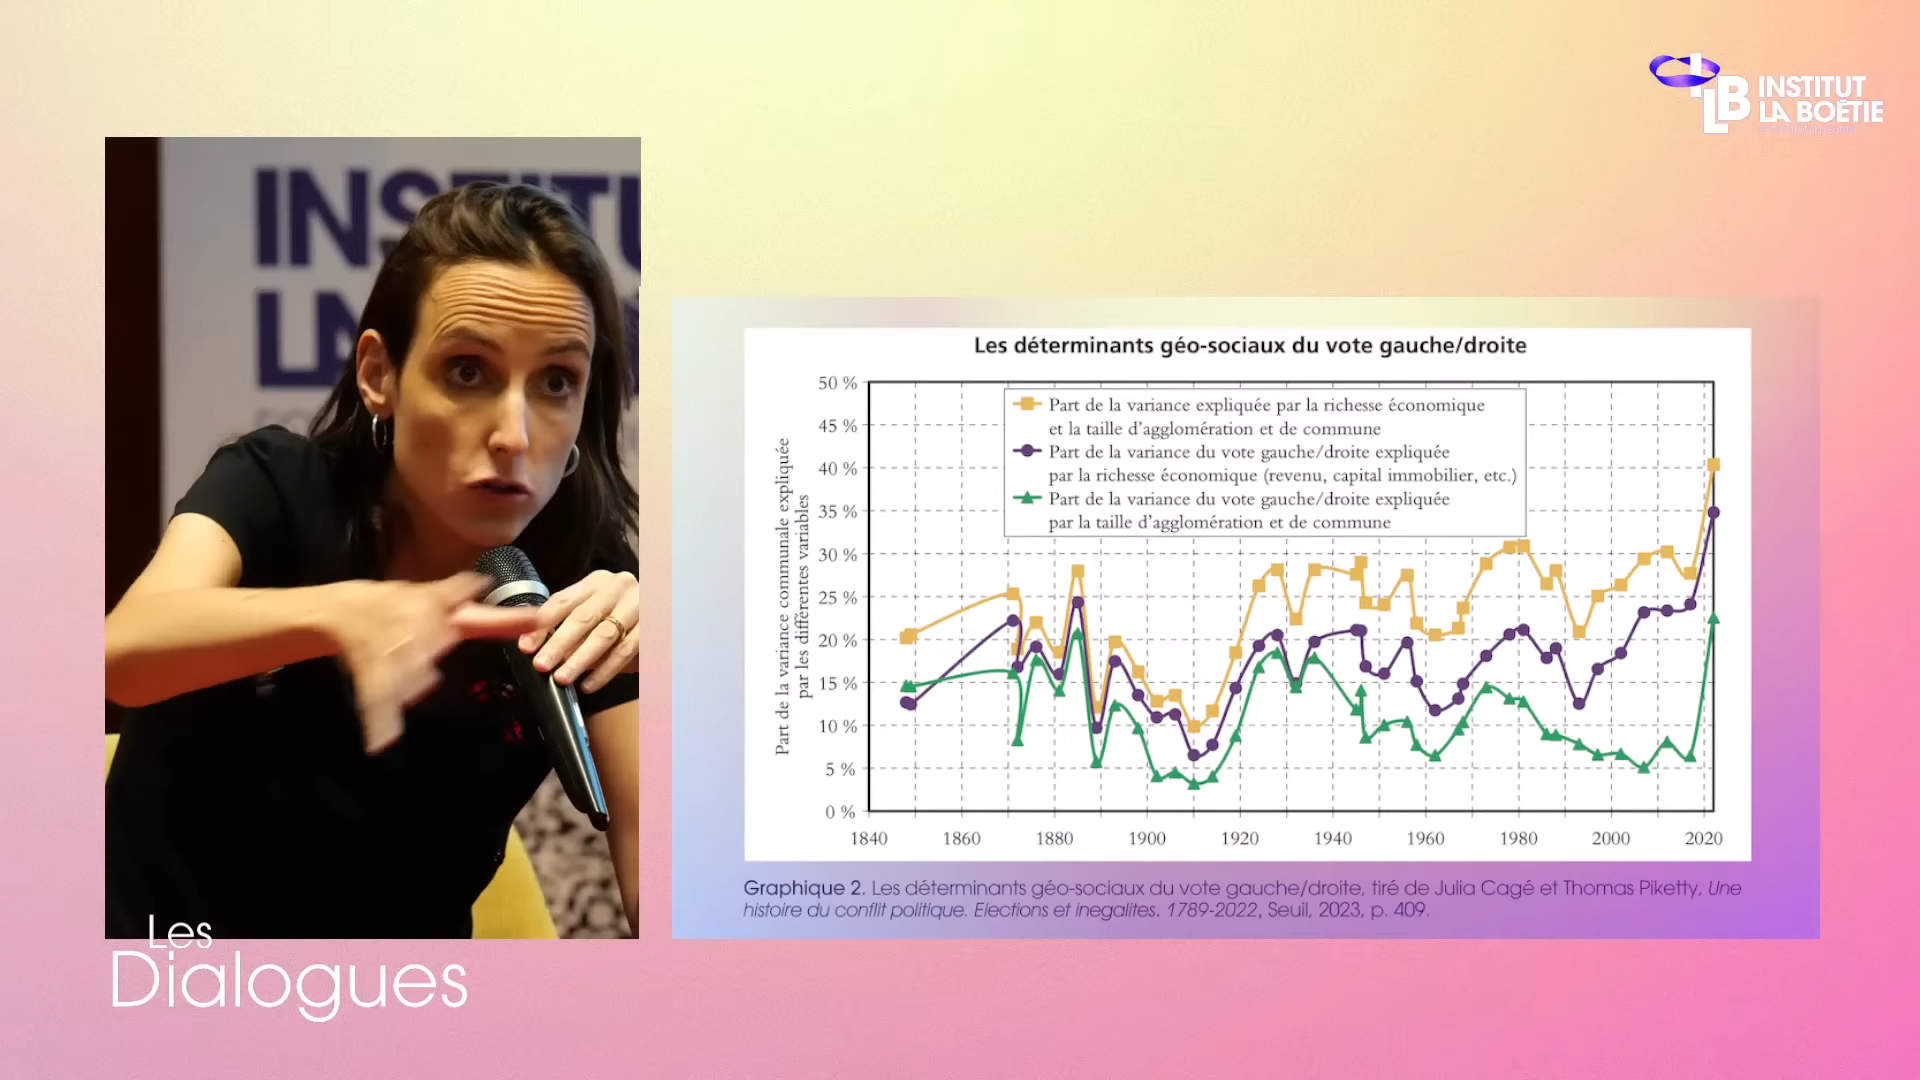 INSTITUT
LA BOÉTIE
ILB
INSTITU
LA
Les déterminants géo-sociaux du vote gauche/droite
Part de la variance communale expliquée
par les différentes variables
50 %
45 %
40 %
35 %
30 %
25 %
20 %
15 %
10 %
5 %
0 %
Part de la variance expliquée par la richesse économique
et la taille d'agglomération et de commune
Part de la variance du vote gauche/droite expliquée
par la richesse économique (revenu, capital immobilier, etc.)
Part de la variance du vote gauche/droite expliquée
par la taille d'agglomération et de commune
1840 1860 1880 1900 1920 1940 1960 1980 2000 2020
Graphique 2. Les déterminants géo-sociaux du vote gauche/droite, tiré de Julia Cagé et Thomas Piketty, Une
histoire du conflit politique. Elections et inegalites. 1789-2022, Seuil, 2023, p. 409.
Les
Dialogues